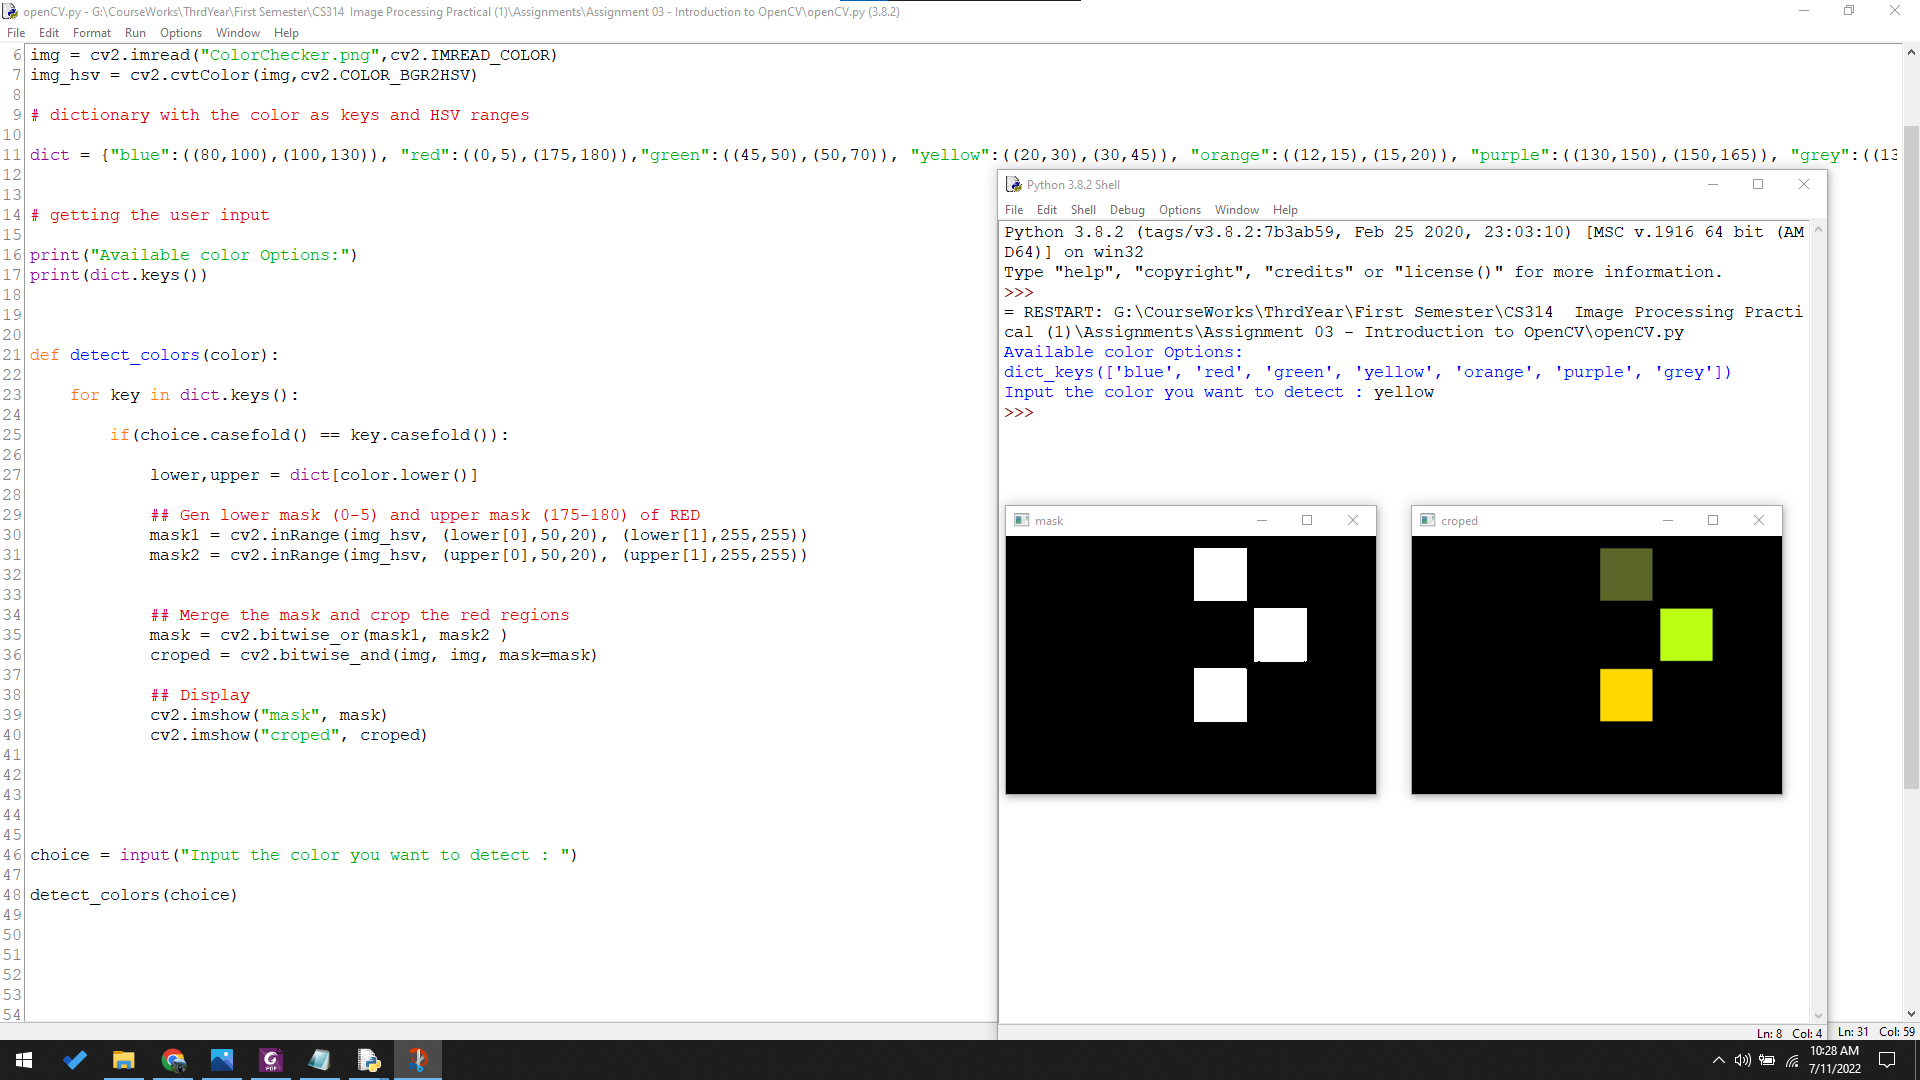 openCV.py - G:\CourseWorks\ThrdYear\First Semester\CS314  Image Processing Practical (1)\Assignments\Assignment 03 - Introduction to OpenCV\openCV.py (3.8.2)
File Edit Format Run Options Window Help
6 img = cv2.imread("ColorChecker.png",cv2.IMREAD_COLOR)
7 img_hsv = cv2.cvtColor(img,cv2.COLOR_BGR2HSV)
8
9 # dictionary with the color as keys and HSV ranges
10
11 dict = {"blue":((80,100),(100,130)), "red":((0,5),(175,180)),"green":((45,50),(50,70)), "yellow":((20,30),(30,45)), "orange":((12,15),(15,20)), "purple":((130,150),(150,165)), "grey":((13
12
13
14 # getting the user input
15
16 print("Available color Options:")
17 print(dict.keys())
18
19
20
21 def detect_colors(color):
22
23     for key in dict.keys():
24
25         if(choice.casefold() == key.casefold()):
26
27             lower,upper = dict[color.lower()]
28
29             ## Gen lower mask (0-5) and upper mask (175-180) of RED
30             mask1 = cv2.inRange(img_hsv, (lower[0],50,20), (lower[1],255,255))
31             mask2 = cv2.inRange(img_hsv, (upper[0],50,20), (upper[1],255,255))
32
33
34             ## Merge the mask and crop the red regions
35             mask = cv2.bitwise_or(mask1, mask2 )
36             croped = cv2.bitwise_and(img, img, mask=mask)
37
38             ## Display
39             cv2.imshow("mask", mask)
40             cv2.imshow("croped", croped)
41
42
43
44
45
46 choice = input("Input the color you want to detect : ")
47
48 detect_colors(choice)
49
50
51
52
53
54
Python 3.8.2 Shell
File Edit Shell Debug Options Window Help
Python 3.8.2 (tags/v3.8.2:7b3ab59, Feb 25 2020, 23:03:10) [MSC v.1916 64 bit (AM
D64)] on win32
Type "help", "copyright", "credits" or "license()" for more information.
>>>
= RESTART: G:\CourseWorks\ThrdYear\First Semester\CS314  Image Processing Practi
cal (1)\Assignments\Assignment 03 - Introduction to OpenCV\openCV.py
Available color Options:
dict_keys(['blue', 'red', 'green', 'yellow', 'orange', 'purple', 'grey'])
Input the color you want to detect : yellow
>>>
mask
croped
Ln: 8 Col: 4
Ln: 31 Col: 59
PDF
10:28 AM
7/11/2022